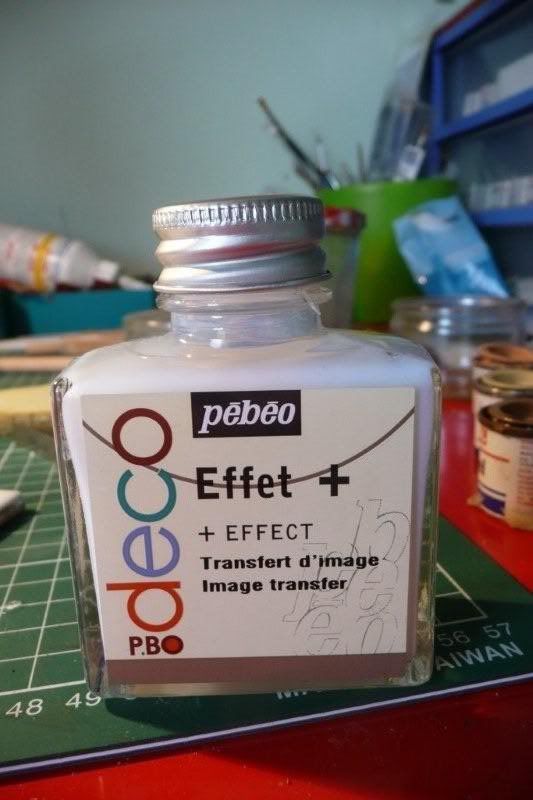 pēbēo
deco
Effet +
+ EFFECT
Transfert d'image
Image transfer
P.BO
48 49 56 57
TAIWAN